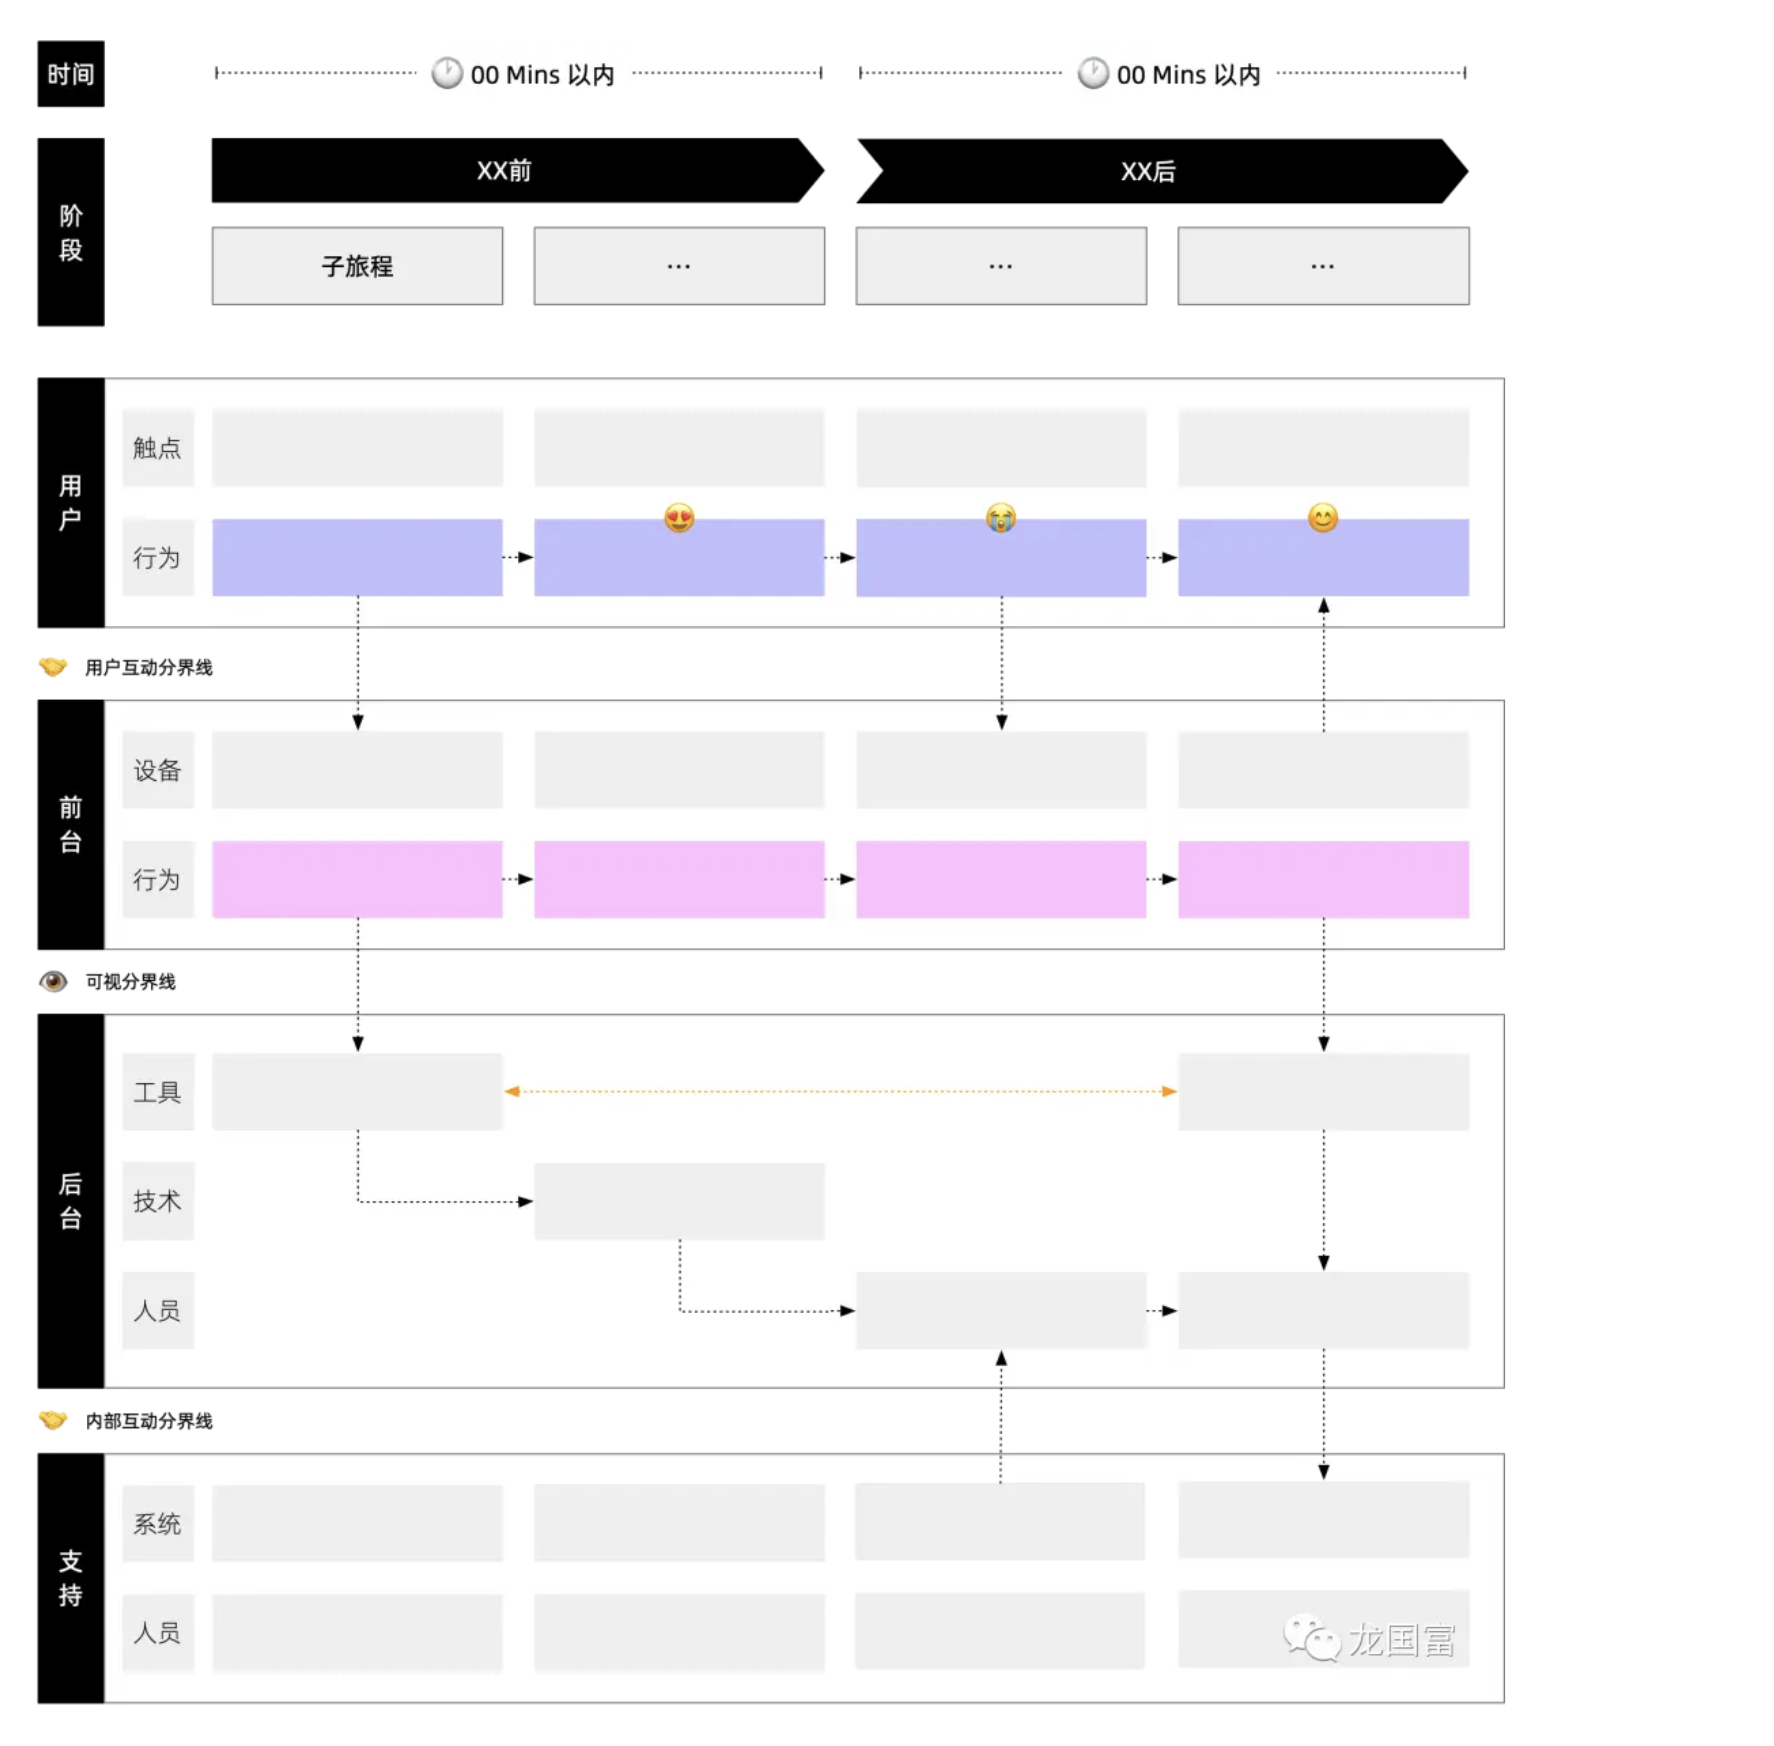 时间
00 Mins 以内
00 Mins 以内
阶段
XX前
XX后
子旅程
...
...
...
用户
触点
行为
用户互动分界线
前台
设备
行为
可视分界线
后台
工具
技术
人员
内部互动分界线
支持
系统
人员
龙国富